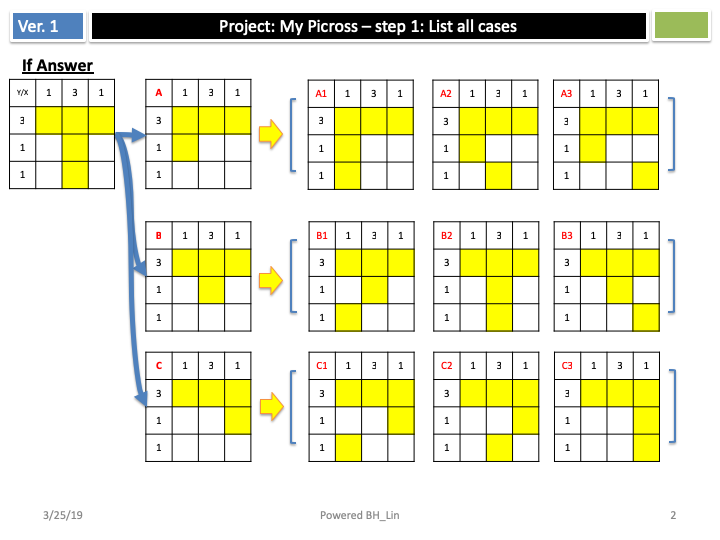 Ver. 1
Project: My Picross – step 1: List all cases
If Answer
Y/X 1 3 1
3
1
1
A 1 3 1
3
1
1
A1 1 3 1
3
1
1
A2 1 3 1
3
1
1
A3 1 3 1
3
1
1
B 1 3 1
3
1
1
B1 1 3 1
3
1
1
B2 1 3 1
3
1
1
B3 1 3 1
3
1
1
C 1 3 1
3
1
1
C1 1 3 1
3
1
1
C2 1 3 1
3
1
1
C3 1 3 1
3
1
1
3/25/19
Powered BH_Lin
2